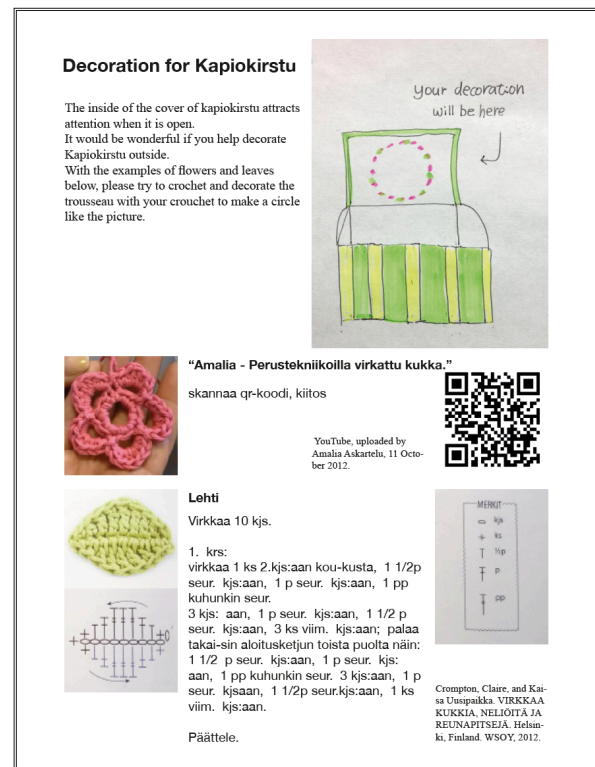 Decoration for Kapiokirstu
The inside of the cover of kapiokirstu attracts
attention when it is open.
It would be wonderful if you help decorate
Kapiokirstu outside.
With the examples of flowers and leaves
below, please try to crochet and decorate the
trousseau with your crouchet to make a circle
like the picture.
your decoration
will be here
“Amalia - Perustekniikoilla virkattu kukka.”
skannaa qr-koodi, kiitos
YouTube, uploaded by
Amalia Askartelu, 11 Octo-
ber 2012.
Lehti
Virkkaa 10 kjs.
1. krs:
virkkaa 1 ks 2.kjs:aan kou-kusta, 1 1/2p
seur. kjs:aan, 1 p seur. kjs:aan, 1 pp
kuhunkin seur.
3 kjs: aan, 1 p seur. kjs:aan, 1 1/2 p
seur. kjs:aan, 3 ks viim. kjs:aan; palaa
takai-sin aloitusketjun toista puolta näin:
1 1/2 p seur. kjs:aan, 1 p seur. kjs:
aan, 1 pp kuhunkin seur. 3 kjs:aan, 1 p
seur. kjsaan, 1 1/2p seur.kjs:aan, 1 ks
viim. kjs:aan.
Päättele.
MERKIT
kjs
ks
½p
p
pp
Crompton, Claire, and Kai-
sa Uusipaikka. VIRKKAA
KUKKIA, NELIÖITÄ JA
REUNAPITSEJÄ. Helsin-
ki, Finland. WSOY, 2012.